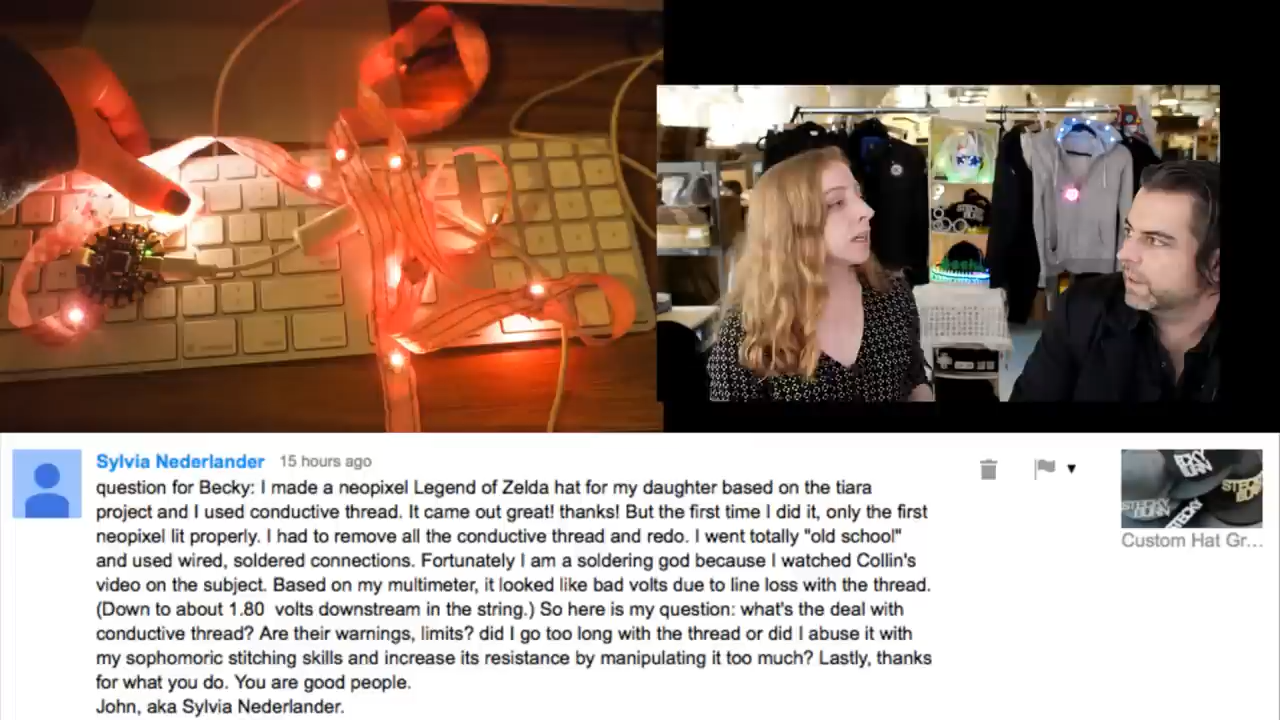 Sylvia Nederlander 15 hours ago
question for Becky: I made a neopixel Legend of Zelda hat for my daughter based on the tiara
project and I used conductive thread. It came out great! thanks! But the first time I did it, only the first
neopixel lit properly. I had to remove all the conductive thread and redo. I went totally "old school"
and used wired, soldered connections. Fortunately I am a soldering god because I watched Collin's
video on the subject. Based on my multimeter, it looked like bad volts due to line loss with the thread.
(Down to about 1.80 volts downstream in the string.) So here is my question: what's the deal with
conductive thread? Are their warnings, limits? did I go too long with the thread or did I abuse it with
my sophomoric stitching skills and increase its resistance by manipulating it too much? Lastly, thanks
for what you do. You are good people.
John, aka Sylvia Nederlander.
Custom Hat Gr...